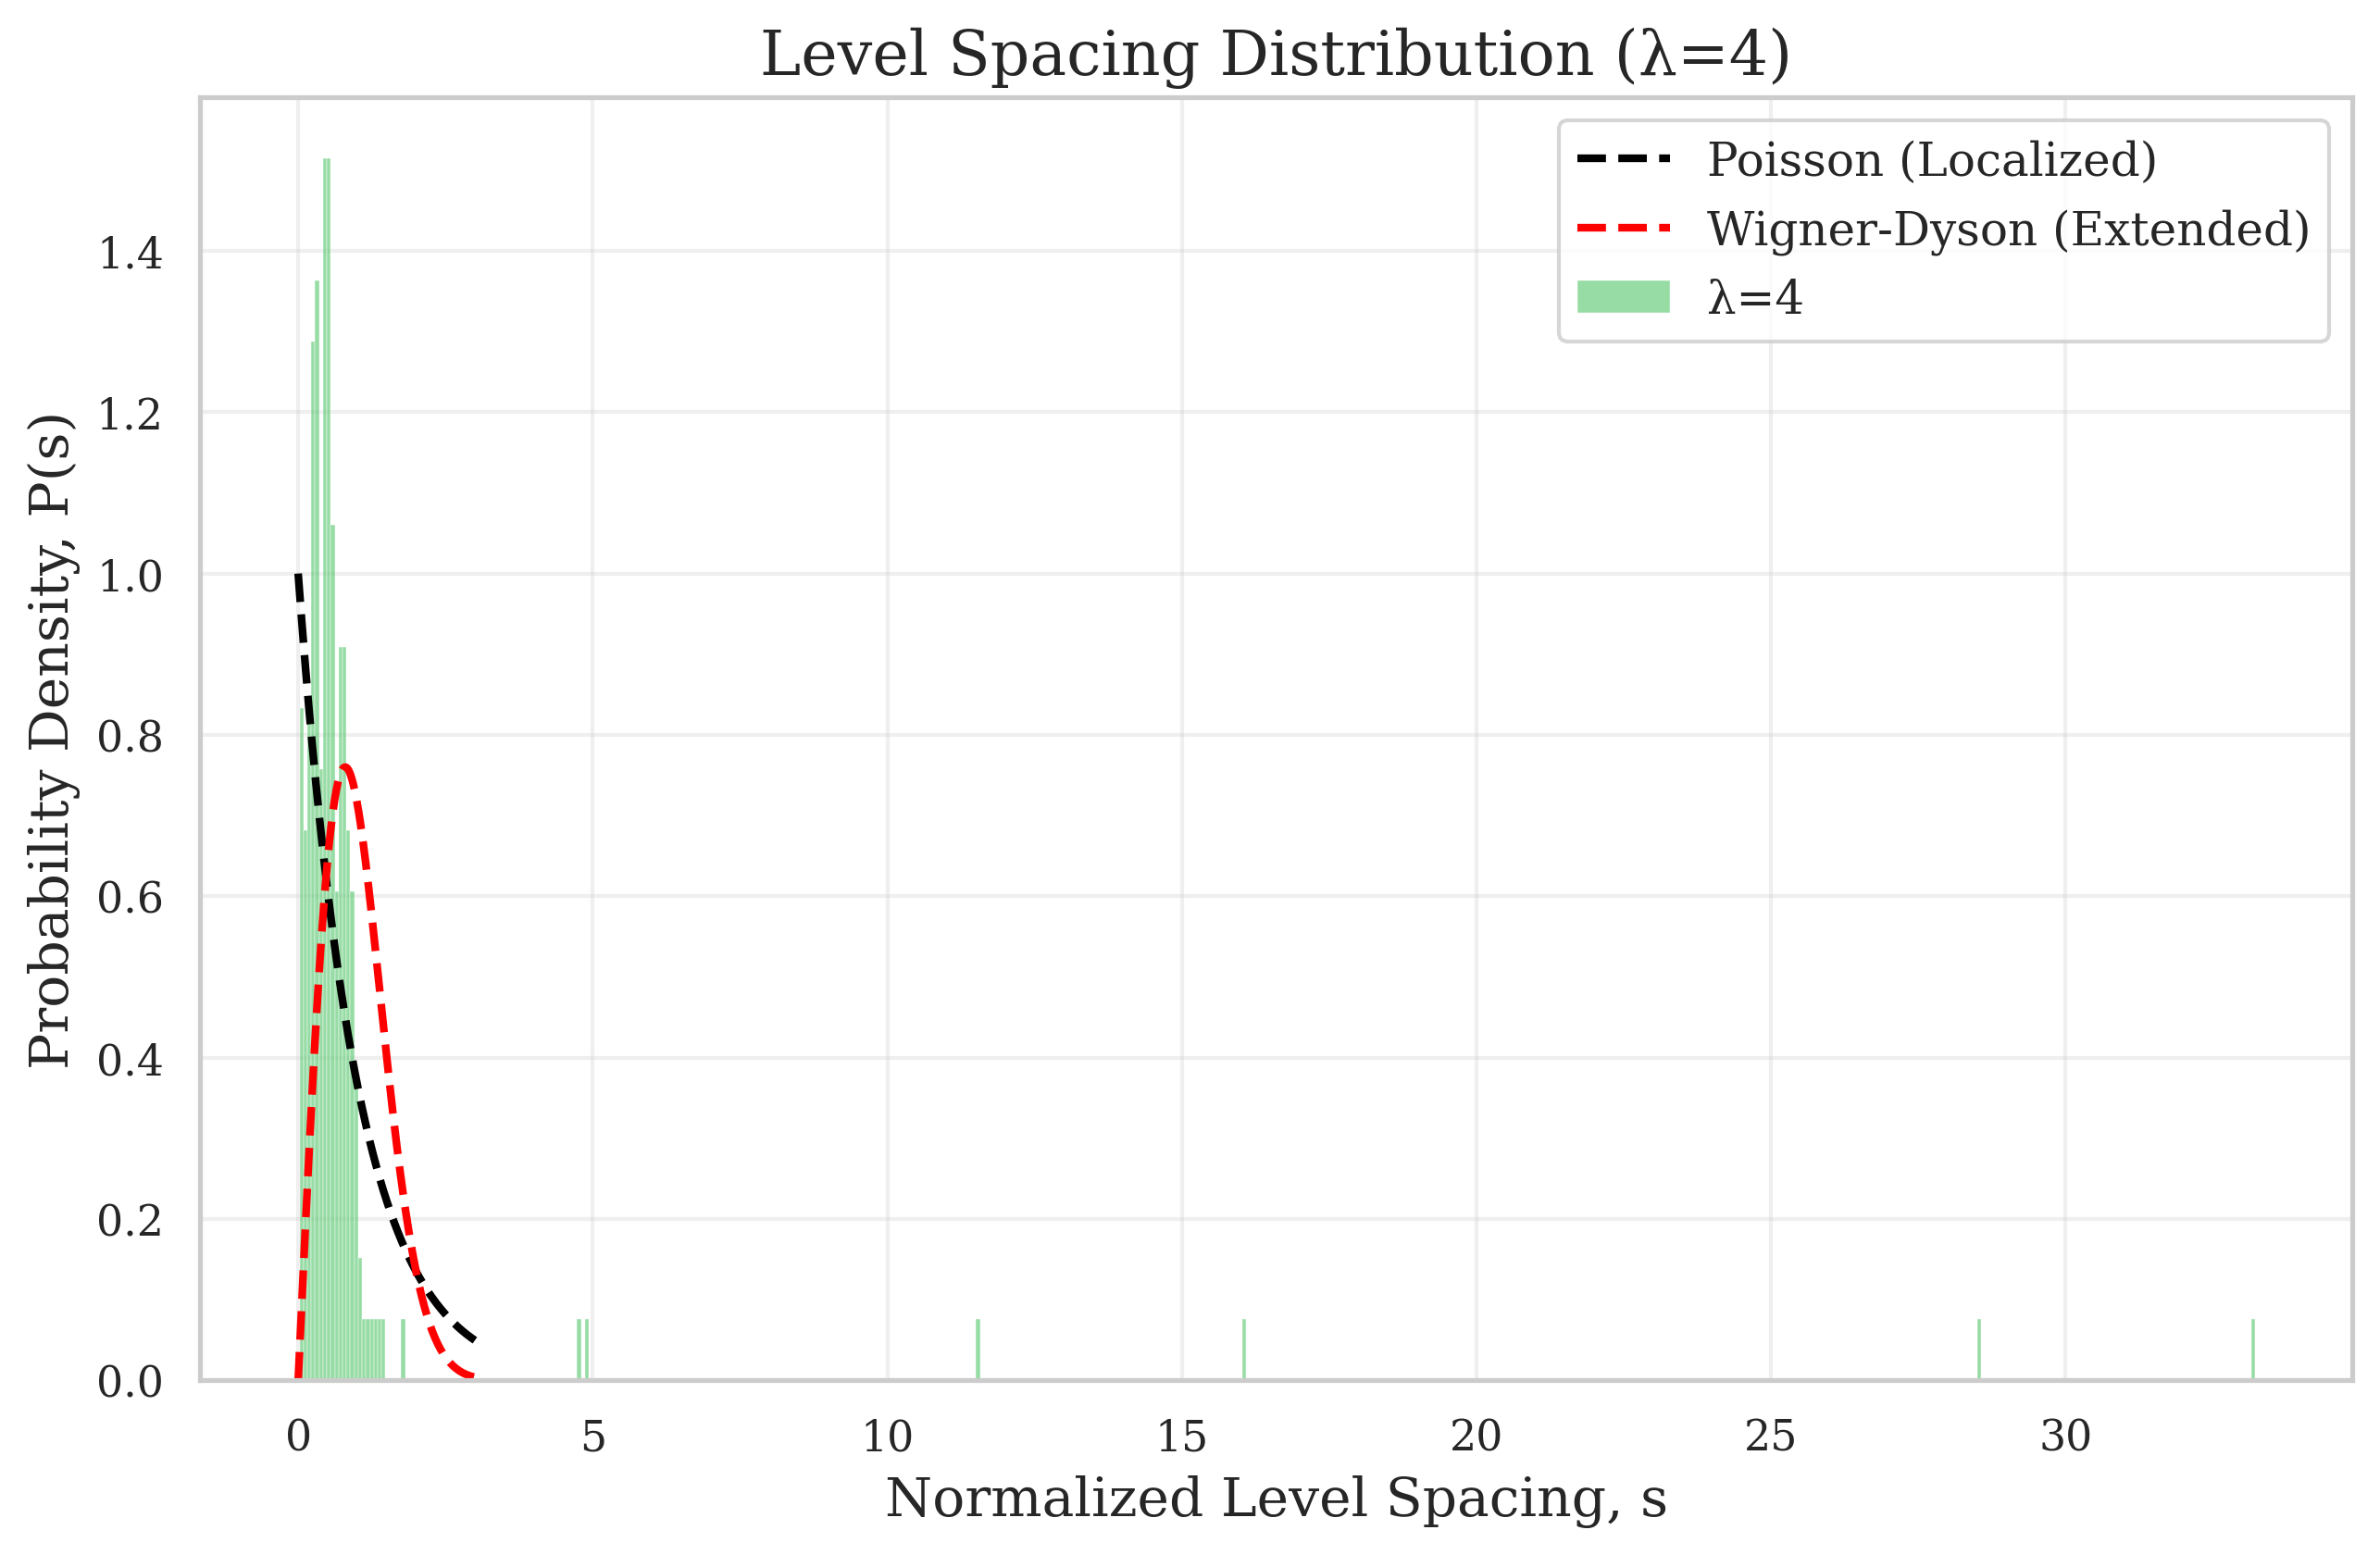 Level Spacing Distribution (λ=4)
Poisson (Localized)
Wigner-Dyson (Extended)
λ=4
Probability Density, P(s)
1.4
1.2
1.0
0.8
0.6
0.4
0.2
0.0
0 5 10 15 20 25 30
Normalized Level Spacing, s